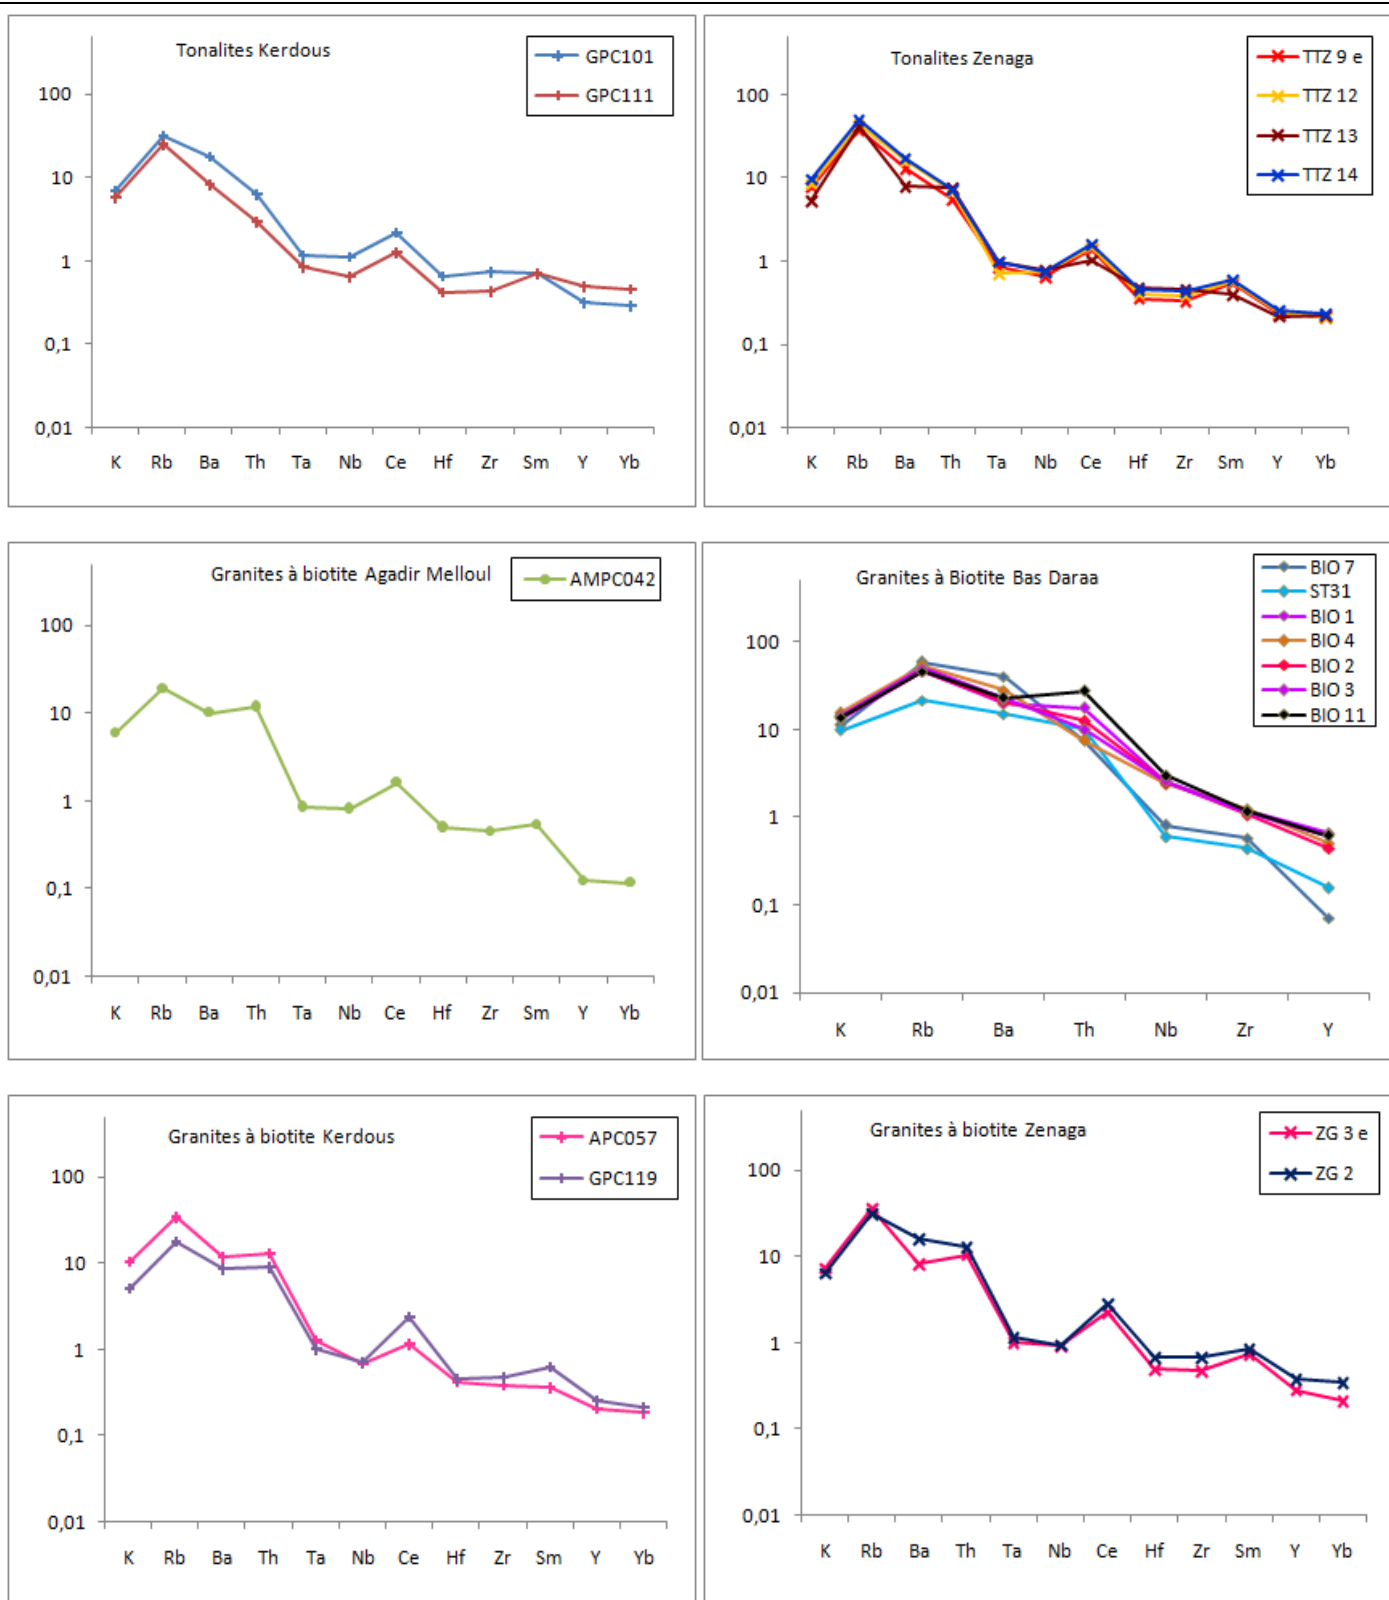 Tonalites Kerdous
GPC101
GPC111
100
10
1
0,1
0,01
K Rb Ba Th Ta Nb Ce Hf Zr Sm Y Yb
Tonalites Zenaga
TTZ 9 e
TTZ 12
TTZ 13
TTZ 14
100
10
1
0,1
0,01
K Rb Ba Th Ta Nb Ce Hf Zr Sm Y Yb
Granites à biotite Agadir Melloul
AMPC042
100
10
1
0,1
0,01
K Rb Ba Th Ta Nb Ce Hf Zr Sm Y Yb
Granites à Biotite Bas Daraa
BIO 7
ST31
BIO 1
BIO 4
BIO 2
BIO 3
BIO 11
100
10
1
0,1
0,01
K Rb Ba Th Nb Zr Y
Granites à biotite Kerdous
APC057
GPC119
100
10
1
0,1
0,01
K Rb Ba Th Ta Nb Ce Hf Zr Sm Y Yb
Granites à biotite Zenaga
ZG 3 e
ZG 2
100
10
1
0,1
0,01
K Rb Ba Th Ta Nb Ce Hf Zr Sm Y Yb